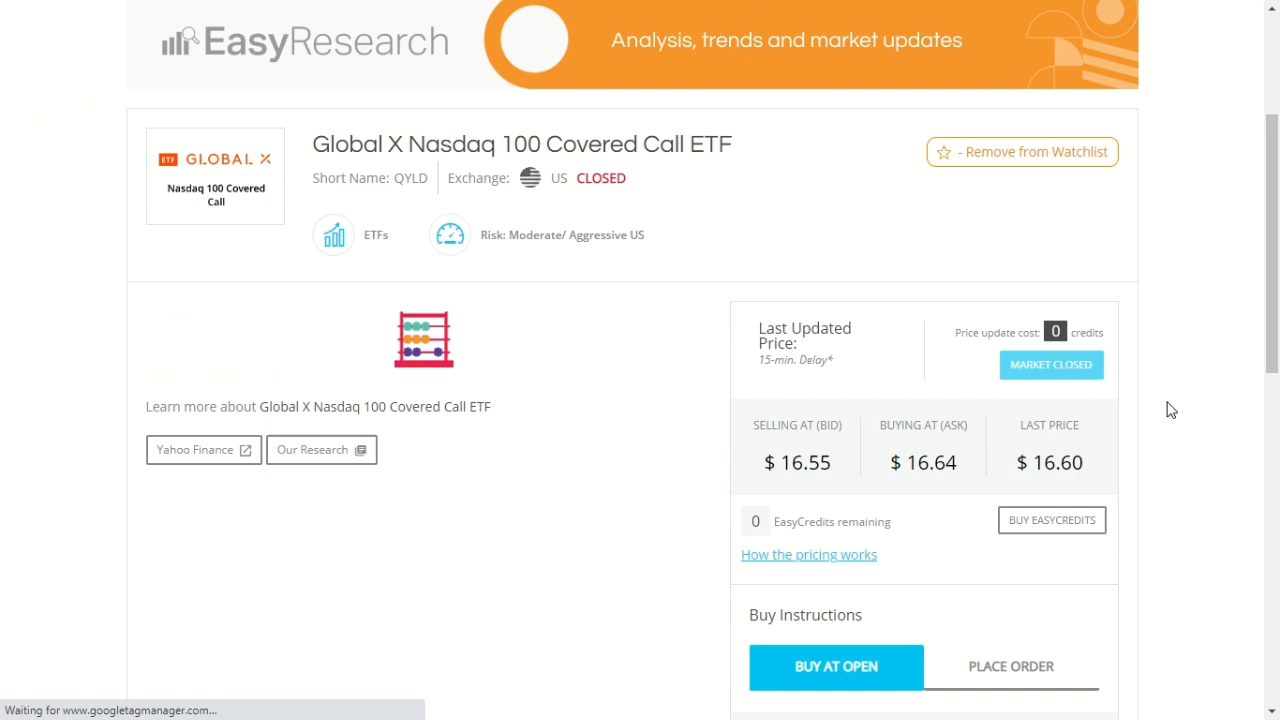 EasyResearch
Analysis, trends and market updates
ETF GLOBAL X
Nasdaq 100 Covered
Call
Global X Nasdaq 100 Covered Call ETF
- Remove from Watchlist
Short Name: QYLD
Exchange: US CLOSED
ETFs
Risk: Moderate/ Aggressive US
Learn more about Global X Nasdaq 100 Covered Call ETF
Yahoo Finance
Our Research
Last Updated
Price:
15-min. Delay*
Price update cost: 0 credits
MARKET CLOSED
SELLING AT (BID)
$ 16.55
BUYING AT (ASK)
$ 16.64
LAST PRICE
$ 16.60
0 EasyCredits remaining
BUY EASYCREDITS
How the pricing works
Buy Instructions
BUY AT OPEN
PLACE ORDER
Waiting for www.googletagmanager.com...